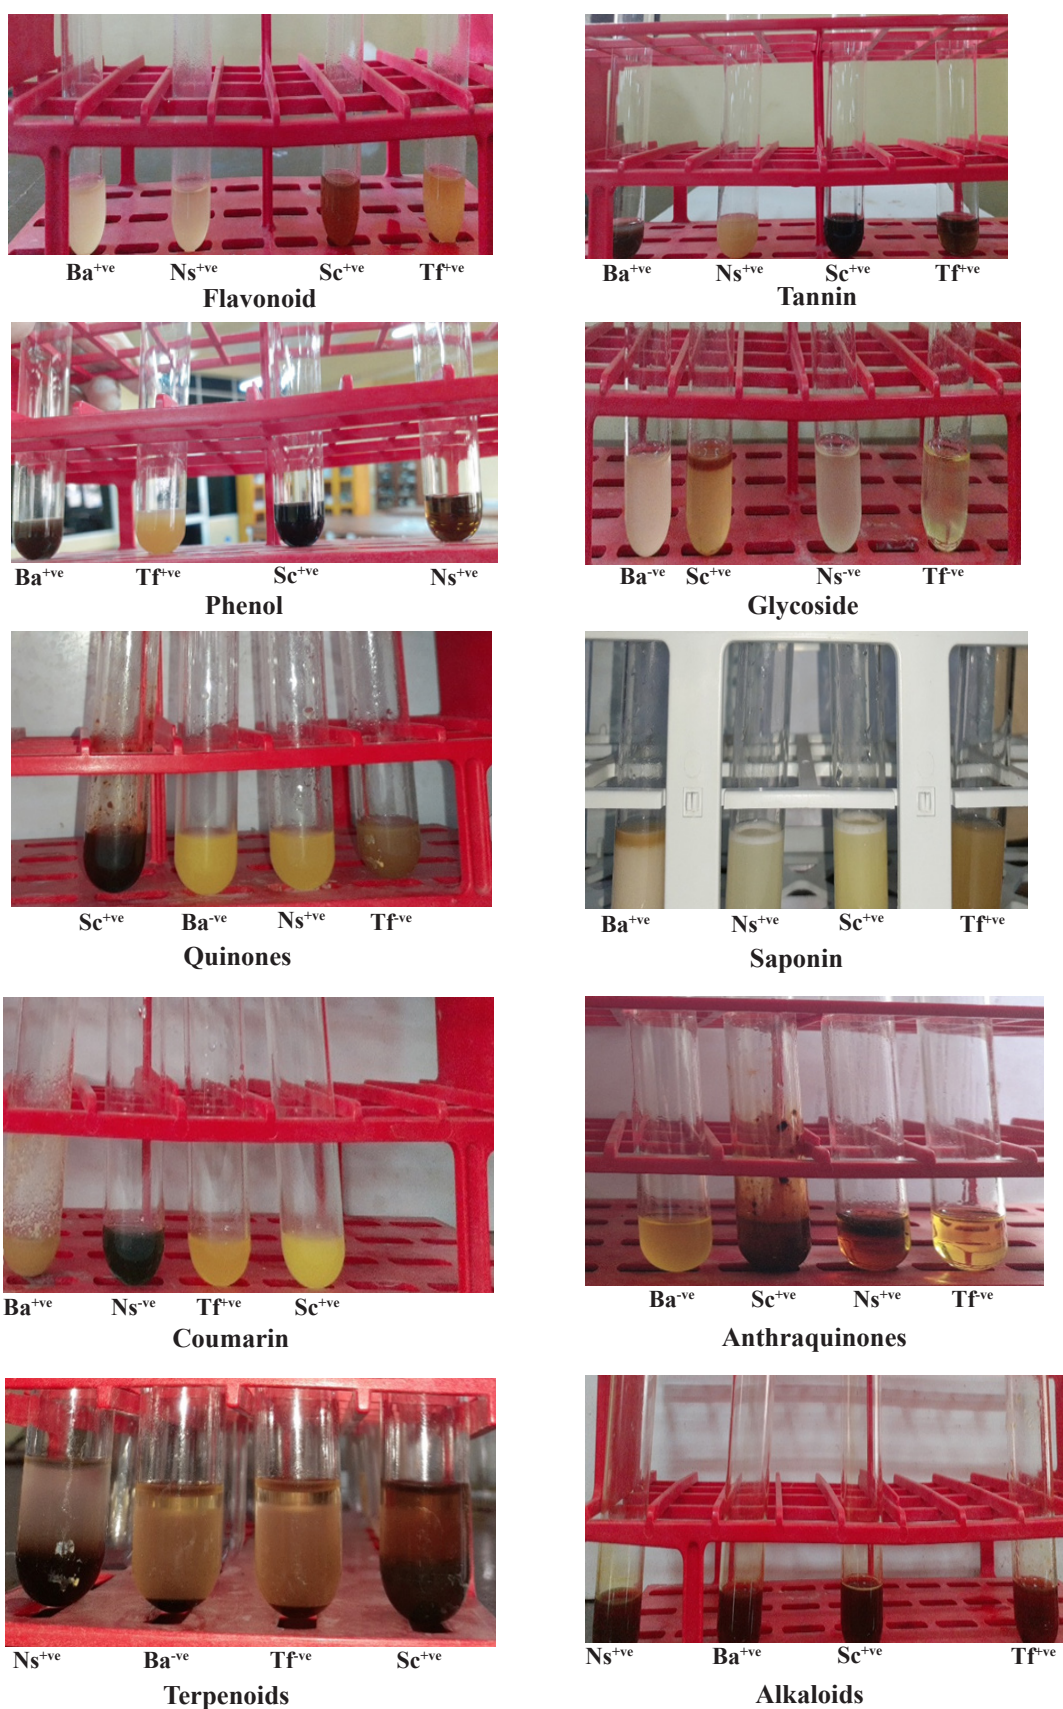 Ba+ve Ns+ve Sc+ve Tf+ve
Flavonoid
Ba+ve Ns+ve Sc+ve Tf+ve
Tannin
Ba+ve Tf+ve Sc+ve Ns+ve
Phenol
Ba-ve Sc+ve Ns-ve Tf-ve
Glycoside
Sc+ve Ba-ve Ns+ve Tf-ve
Quinones
Ba+ve Ns+ve Sc+ve Tf+ve
Saponin
Ba+ve Ns-ve Tf+ve Sc+ve
Coumarin
Ba-ve Sc+ve Ns+ve Tf-ve
Anthraquinones
Ns+ve Ba-ve Tf-ve Sc+ve
Terpenoids
Ns+ve Ba+ve Sc+ve Tf+ve
Alkaloids